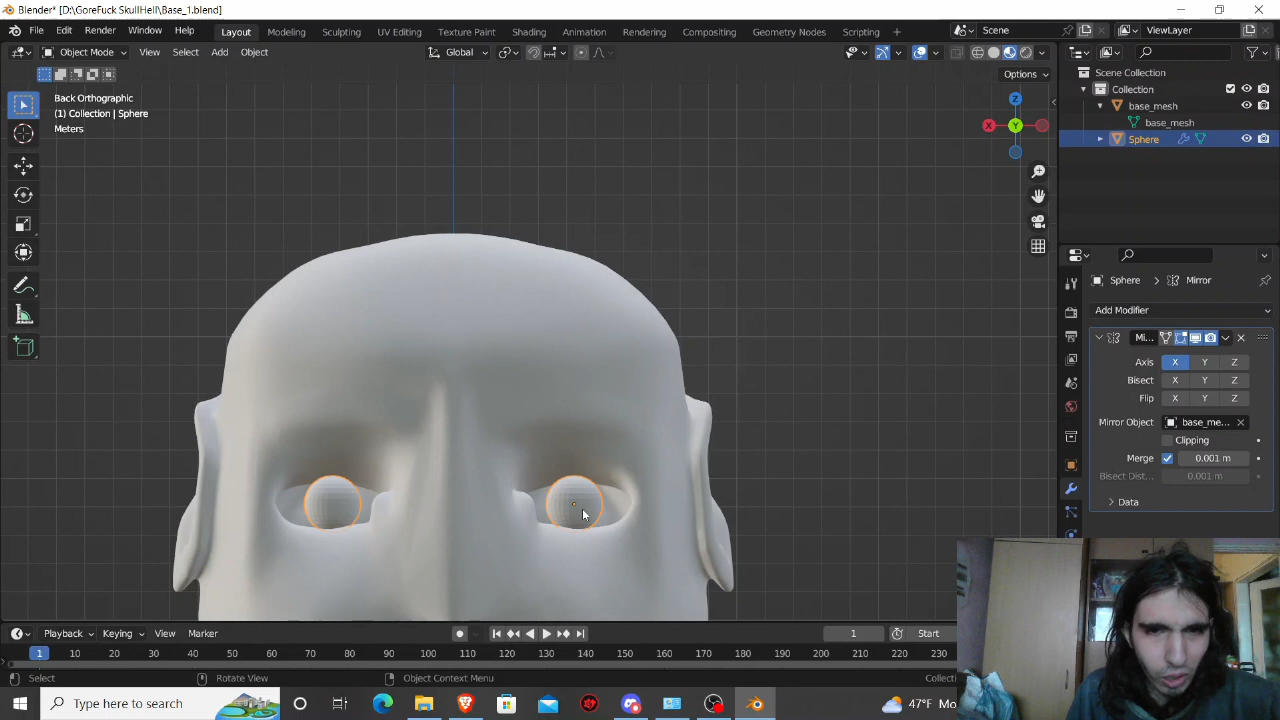 Blender* [D:\GoreFuck SkullHell\Base_1.blend]
File Edit Render Window Help Layout Modeling Sculpting UV Editing Texture Paint Shading Animation Rendering Compositing Geometry Nodes Scripting + Scene ViewLayer
Object Mode View Select Add Object Global
Options
Back Orthographic
(1) Collection | Sphere
Meters
Z
X
Y
Scene Collection
Collection
base_mesh
base_mesh
Sphere
Sphere > Mirror
Add Modifier
Mi...
Axis X Y Z
Bisect X Y Z
Flip X Y Z
Mirror Object base_me...
Clipping
Merge 0.001 m
Bisect Dist... 0.001 m
Data
Playback Keying View Marker 1 Start
1 10 20 30 40 50 60 70 80 90 100 110 120 130 140 150 160 170 180 190 200 210 220 230
Select Rotate View Object Context Menu
Type here to search 47°F